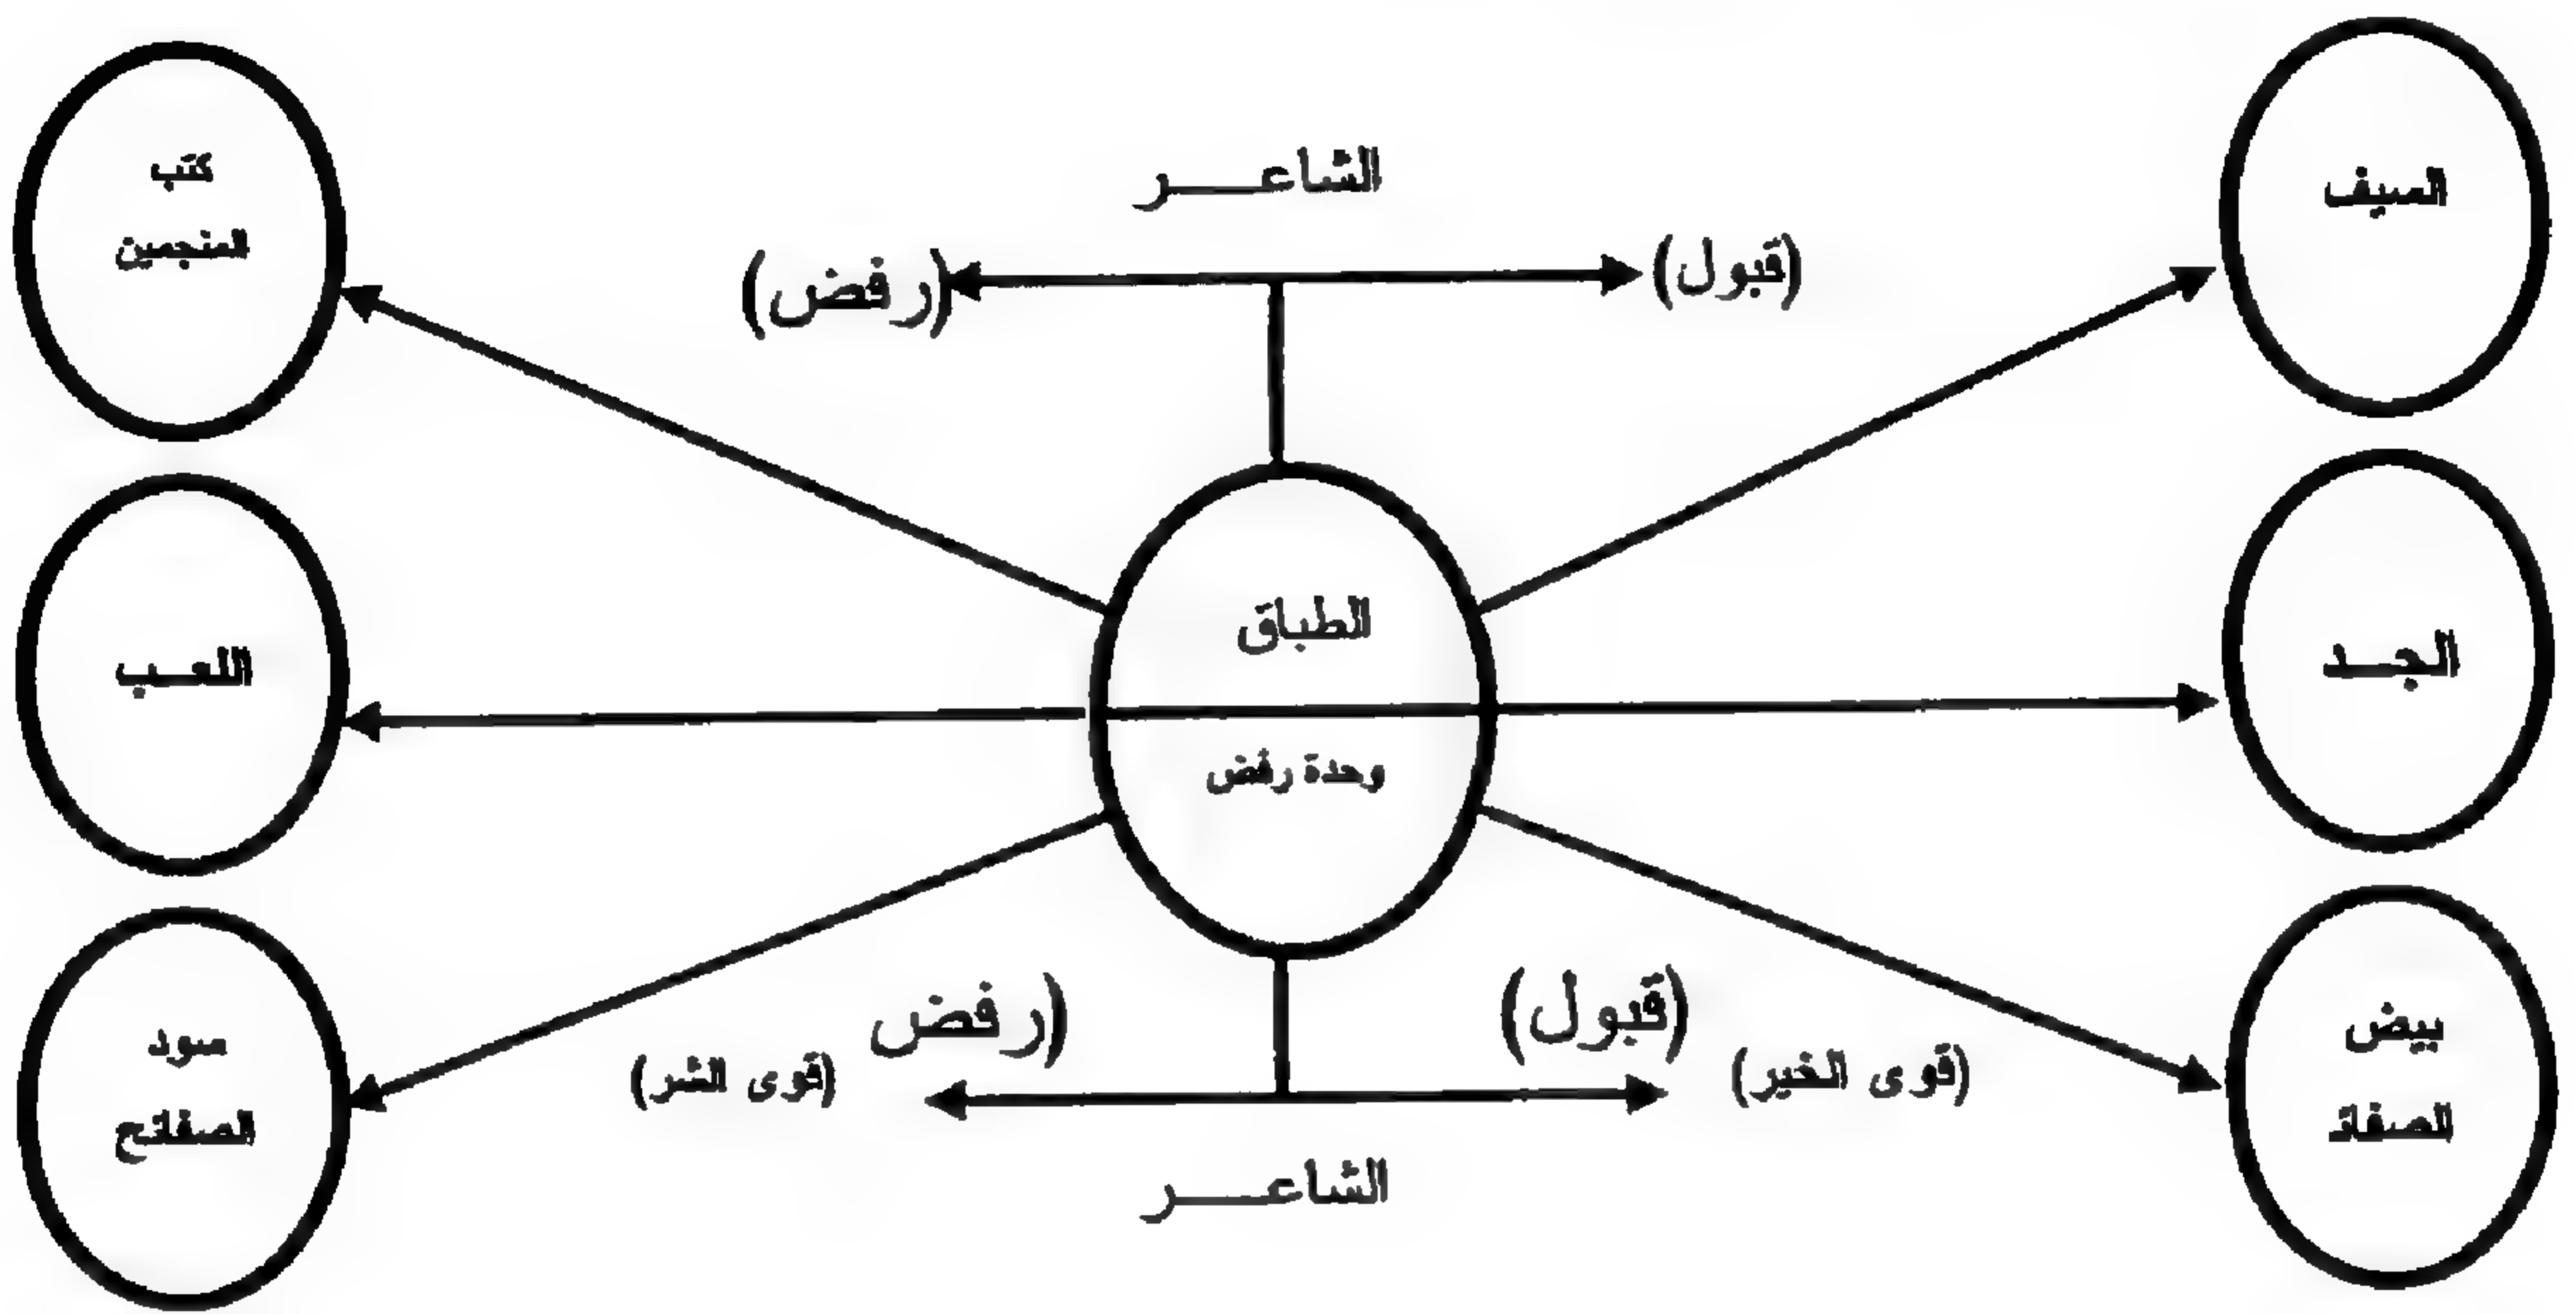 الشاعـــر
(قبول)
(رفض)
السيف
كتب
المنجمين
الطباق
وحدة رفض
الجـد
اللعـب
(قبول)
(رفض
(قوى الخير)
(قوى الشر)
الشاعـــر
بيض
الصفائ
سود
الصفائح